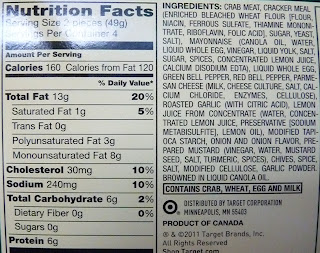 Nutrition Facts
Serving Size 2 pieces (49g)
Servings Per Container 4
Amount Per Serving
Calories 160 Calories from Fat 120
% Daily Value*
Total Fat 13g 20%
Saturated Fat 1g 5%
Trans Fat 0g
Polyunsaturated Fat 3g
Monounsaturated Fat 8g
Cholesterol 30mg 10%
Sodium 240mg 10%
Total Carbohydrate 6g 2%
Dietary Fiber 0g 0%
Sugars 0g
Protein 6g
INGREDIENTS: CRAB MEAT, CRACKER MEAL
(ENRICHED BLEACHED WHEAT FLOUR (FLOUR,
NIACIN, FERROUS SULFATE, THIAMINE MONONI-
TRATE, RIBOFLAVIN, FOLIC ACID), SUGAR, YEAST,
SALT), MAYONNAISE (CANOLA OIL, WATER,
LIQUID WHOLE EGG, VINEGAR, LIQUID YOLK, SALT,
SUGAR, SPICES, CONCENTRATED LEMON JUICE,
CALCIUM DISODIUM EDTA), LIQUID WHOLE EGG,
GREEN BELL PEPPER, RED BELL PEPPER, PARME-
SAN CHEESE (MILK, CHEESE CULTURE, SALT, CAL-
CIUM CHLORIDE, ENZYMES, CELLULOSE),
ROASTED GARLIC (WITH CITRIC ACID), LEMON
JUICE FROM CONCENTRATE (WATER, CONCEN-
TRATED LEMON JUICE, PRESERVATIVE [SODIUM
METABISULFITE], LEMON OIL), MODIFIED TAPI-
OCA STARCH, ONION AND ONION FLAVOR, PRE-
PARED MUSTARD (VINEGAR, WATER, MUSTARD
SEED, SALT, TURMERIC, SPICES), CHIVES, SPICE,
SALT, MODIFIED CELLULOSE, GARLIC POWDER.
BROWNED IN LIQUID CANOLA OIL.
CONTAINS CRAB, WHEAT, EGG AND MILK
DISTRIBUTED BY TARGET CORPORATION
MINNEAPOLIS, MN 55403
PRODUCT OF CANADA
® & ©2011 Target Brands, Inc.
All Rights Reserved
Shop Target.com